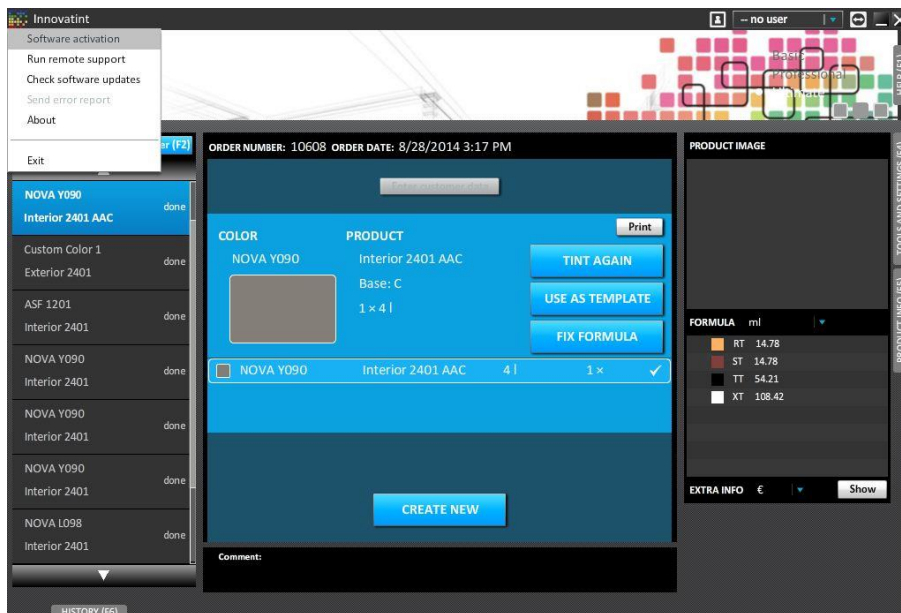 Innovatint
-- no user
Software activation
Run remote support
Check software updates
Send error report
About
Exit
Basic
Professional
HELP (F1)
er (F2)
ORDER NUMBER: 10608 ORDER DATE: 8/28/2014 3:17 PM
PRODUCT IMAGE
TOOLS AND SETTINGS (F4)
Enter customer data
NOVA Y090
Interior 2401 AAC
done
Custom Color 1
Exterior 2401
done
ASF 1201
Interior 2401
done
NOVA Y090
Interior 2401
done
NOVA Y090
Interior 2401
done
NOVA Y090
Interior 2401
done
NOVA L098
Interior 2401
done
Print
COLOR
PRODUCT
NOVA Y090
Interior 2401 AAC
Base: C
1 × 4 l
TINT AGAIN
USE AS TEMPLATE
FIX FORMULA
NOVA Y090 Interior 2401 AAC 4 l 1 ×
CREATE NEW
Comment:
PRODUCT INFO (F5)
FORMULA ml
RT 14.78
ST 14.78
TT 54.21
XT 108.42
EXTRA INFO €
Show
HISTORY (F6)